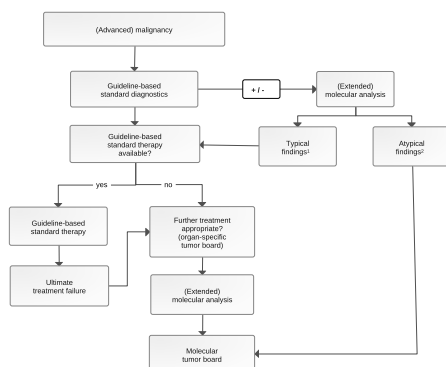 (Advanced) malignancy
Guideline-based
standard diagnostics
+ / -
(Extended)
molecular analysis
Guideline-based
standard therapy
available?
Typical
findings¹
Atypical
findings²
yes
no
Guideline-based
standard therapy
Further treatment
appropriate?
(organ-specific
tumor board)
Ultimate
treatment failure
(Extended)
molecular analysis
Molecular
tumor board